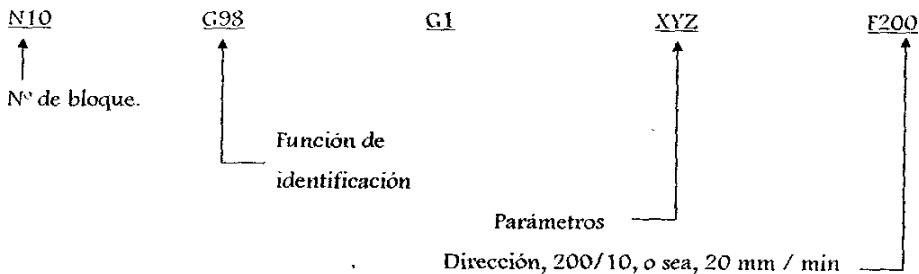 N10 G98 G1 XYZ F200
Nº de bloque.
Función de
identificación
Parámetros
Dirección, 200/10, o sea, 20 mm / min